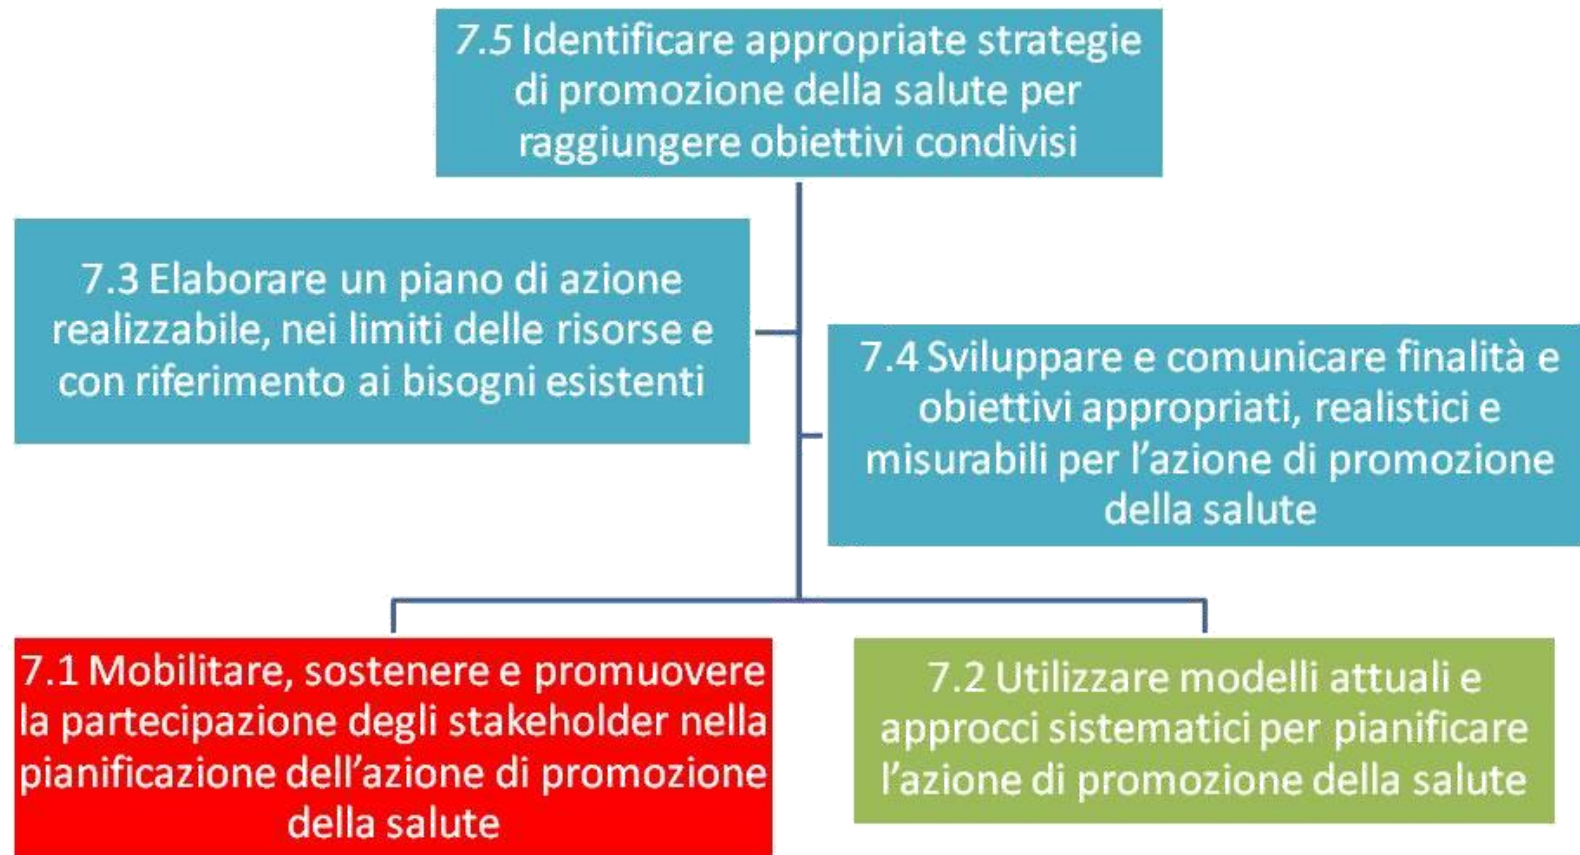 7.5 Identificare appropriate strategie
di promozione della salute per
raggiungere obiettivi condivisi
7.3 Elaborare un piano di azione
realizzabile, nei limiti delle risorse e
con riferimento ai bisogni esistenti
7.4 Sviluppare e comunicare finalità e
obiettivi appropriati, realistici e
misurabili per l’azione di promozione
della salute
7.1 Mobilitare, sostenere e promuovere
la partecipazione degli stakeholder nella
pianificazione dell’azione di promozione
della salute
7.2 Utilizzare modelli attuali e
approcci sistematici per pianificare
l’azione di promozione della salute